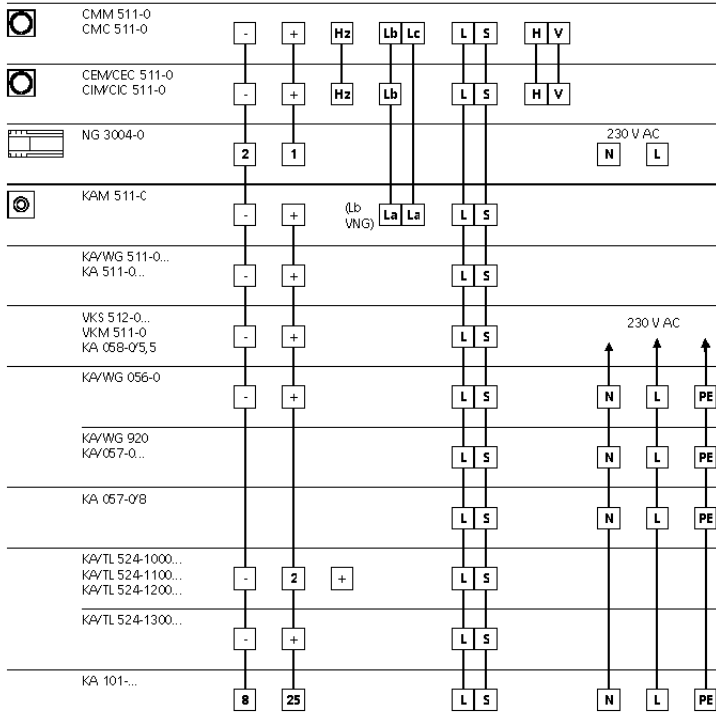 CMM 511-0
CMC 511-0
- + Hz Lb Lc L S H V
CEM/CEC 511-0
CIM/CIC 511-0
- + Hz Lb L S H V
NG 3004-0
230 V AC
2 1 N L
KAM 511-0
(Lb
VNG)
- + La La L S
KA/WG 511-0...
KA 511-0...
- + L S
VKS 512-0...
VKM 511-0
KA 058-0/5,5
230 V AC
- + L S
KA/WG 056-0
- + L S N L PE
KA/WG 920
KA/057-0...
L S N L PE
KA 057-0/8
L S N L PE
KA/TL 524-1000...
KA/TL 524-1100...
KA/TL 524-1200...
- 2 + L S
KA/TL 524-1300...
- + L S
KA 101-...
8 25 L S N L PE